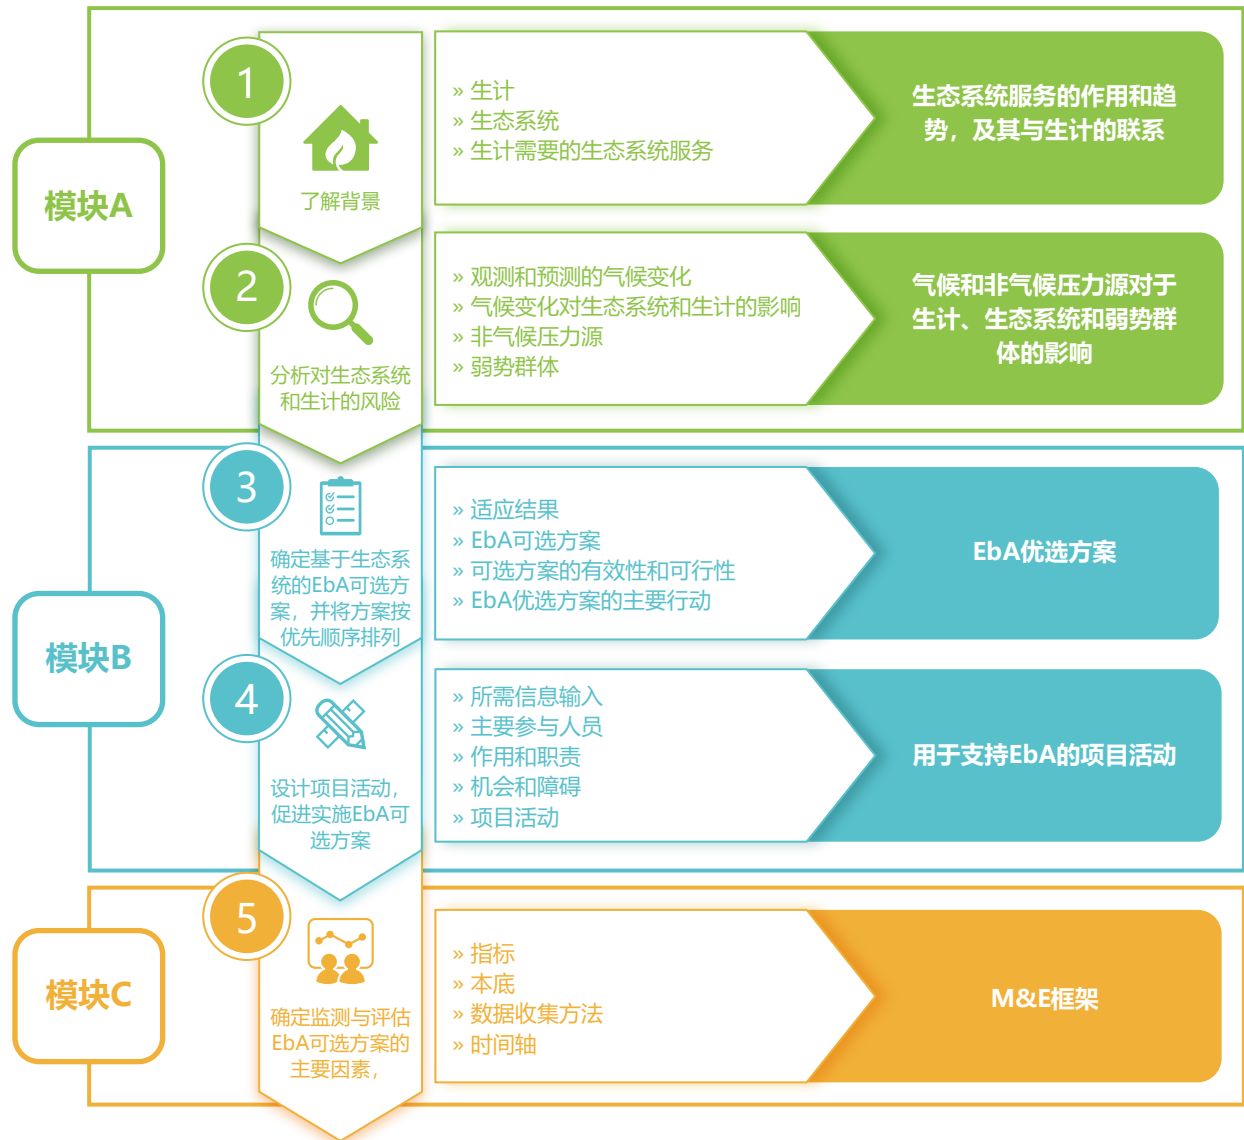 模块A
1
了解背景
» 生计
» 生态系统
» 生计需要的生态系统服务
生态系统服务的作用和趋
势，及其与生计的联系
2
分析对生态系统
和生计的风险
» 观测和预测的气候变化
» 气候变化对生态系统和生计的影响
» 非气候压力源
» 弱势群体
气候和非气候压力源对于
生计、生态系统和弱势群
体的影响
模块B
3
确定基于生态系
统的EbA可选方
案，并将方案按
优先顺序排列
» 适应结果
» EbA可选方案
» 可选方案的有效性和可行性
» EbA优选方案的主要行动
EbA优选方案
4
设计项目活动，
促进实施EbA可
选方案
» 所需信息输入
» 主要参与人员
» 作用和职责
» 机会和障碍
» 项目活动
用于支持EbA的项目活动
模块C
5
确定监测与评估
EbA可选方案的
主要因素，
» 指标
» 本底
» 数据收集方法
» 时间轴
M&E框架